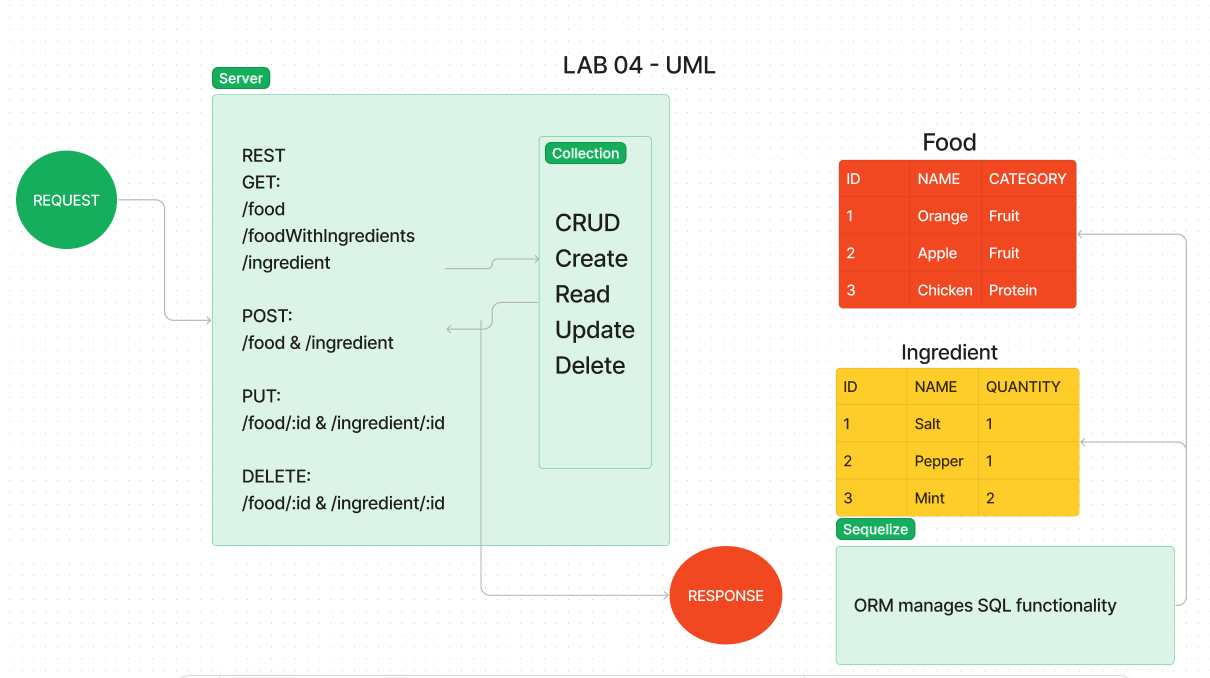 LAB 04 - UML
Server
REQUEST
REST
GET:
/food
/foodWithIngredients
/ingredient
POST:
/food & /ingredient
PUT:
/food/:id & /ingredient/:id
DELETE:
/food/:id & /ingredient/:id
Collection
CRUD
Create
Read
Update
Delete
RESPONSE
Food
ID NAME CATEGORY
1 Orange Fruit
2 Apple Fruit
3 Chicken Protein
Ingredient
ID NAME QUANTITY
1 Salt 1
2 Pepper 1
3 Mint 2
Sequelize
ORM manages SQL functionality